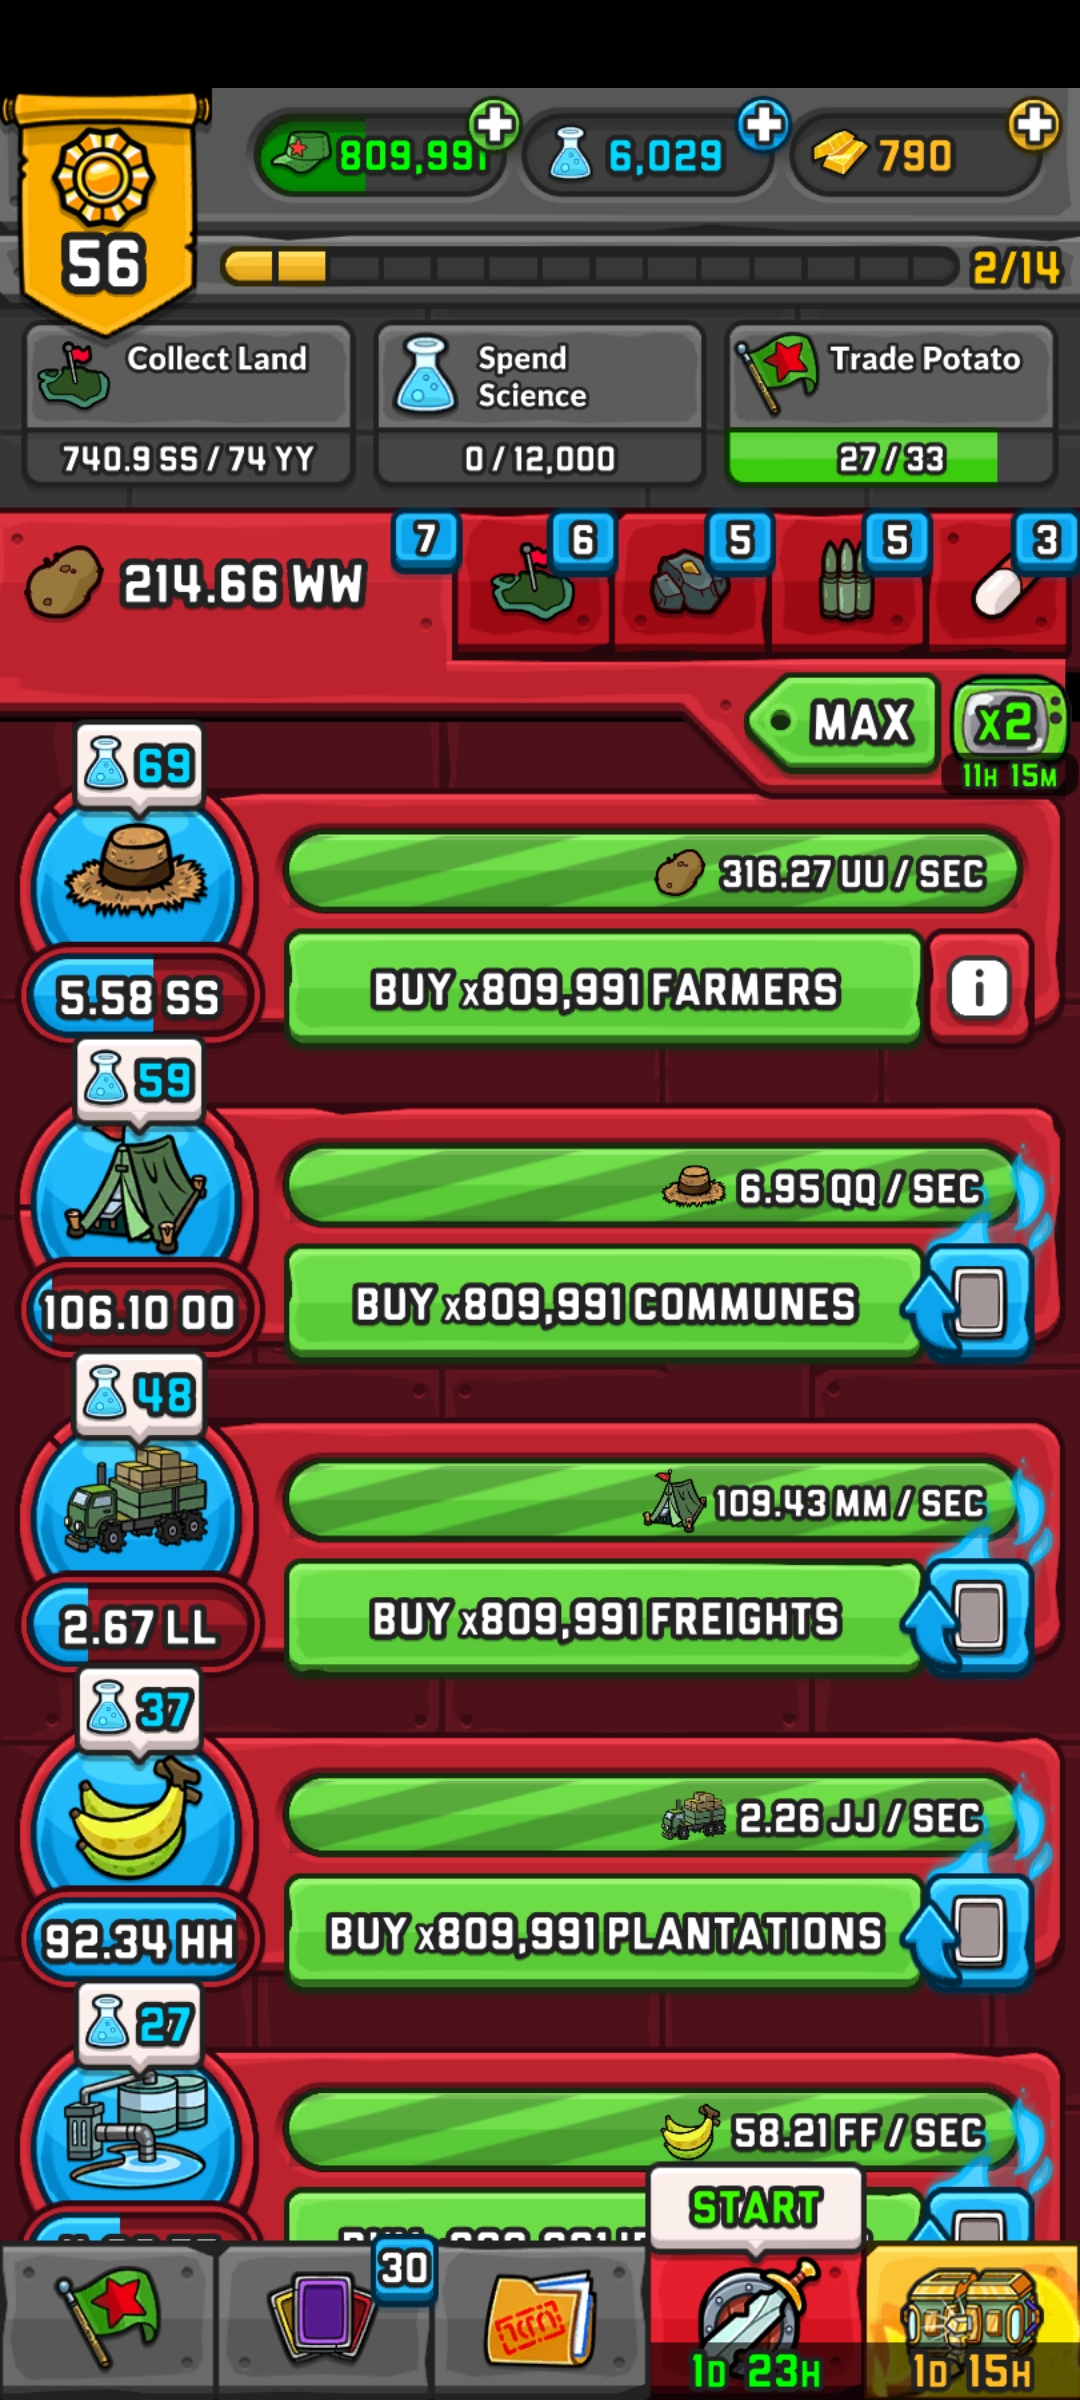 56
809,991
6,029
790
2/14
Collect Land
740.9 SS / 74 YY
Spend
Science
0 / 12,000
Trade Potato
27 / 33
214.66 WW
7
6
5
5
3
MAX
x2
11H 15M
69
316.27 UU / SEC
5.58 SS
BUY x809,991 FARMERS
i
59
6.95 QQ / SEC
106.10 OO
BUY x809,991 COMMUNES
48
109.43 MM / SEC
2.67 LL
BUY x809,991 FREIGHTS
37
2.26 JJ / SEC
92.34 HH
BUY x809,991 PLANTATIONS
27
58.21 FF / SEC
START
30
1D 23H
1D 15H